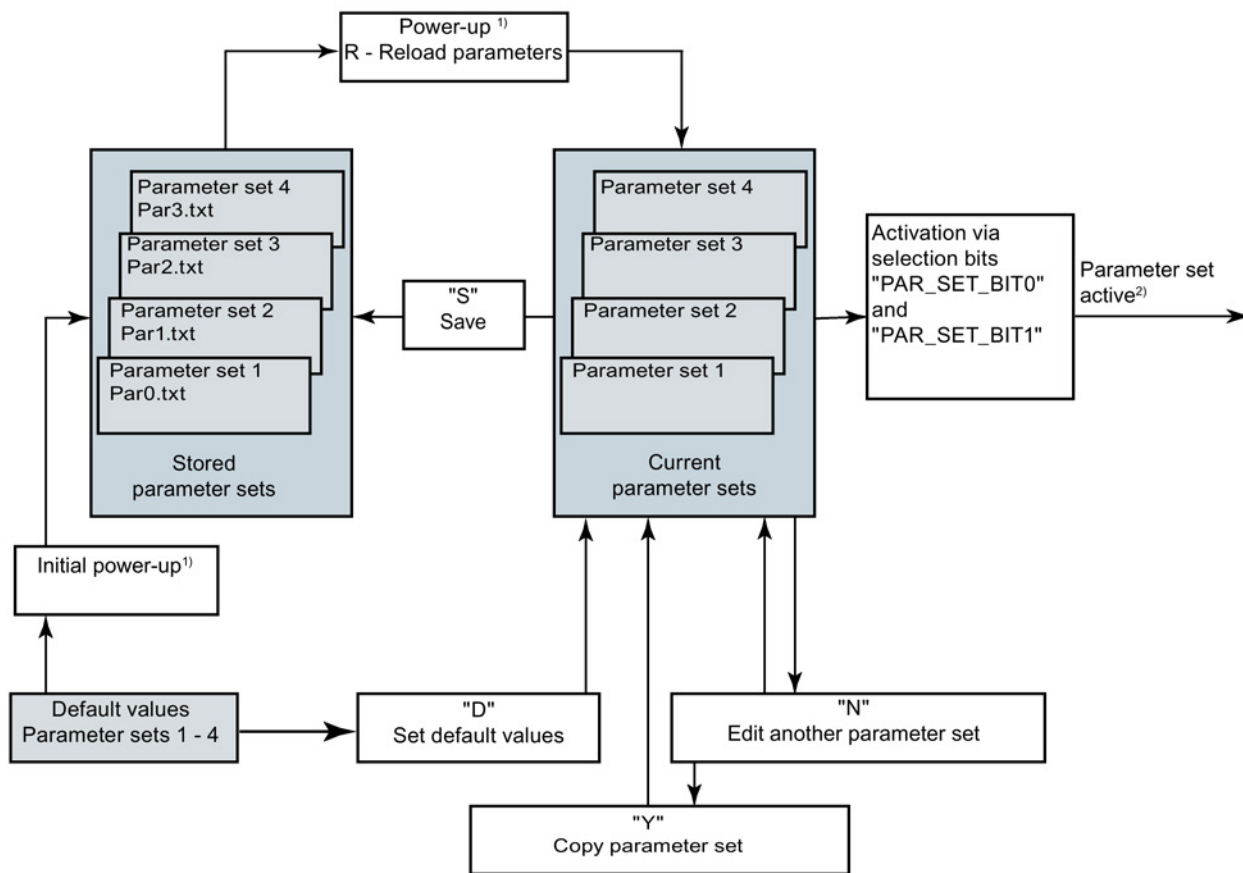 Power-up 1)
R - Reload parameters
Parameter set 4
Par3.txt
Parameter set 3
Par2.txt
Parameter set 2
Par1.txt
Parameter set 1
Par0.txt
Stored
parameter sets
"S"
Save
Parameter set 4
Parameter set 3
Parameter set 2
Parameter set 1
Current
parameter sets
Activation via
selection bits
"PAR_SET_BIT0"
and
"PAR_SET_BIT1"
Parameter set
active2)
Initial power-up1)
Default values
Parameter sets 1 - 4
"D"
Set default values
"N"
Edit another parameter set
"Y"
Copy parameter set